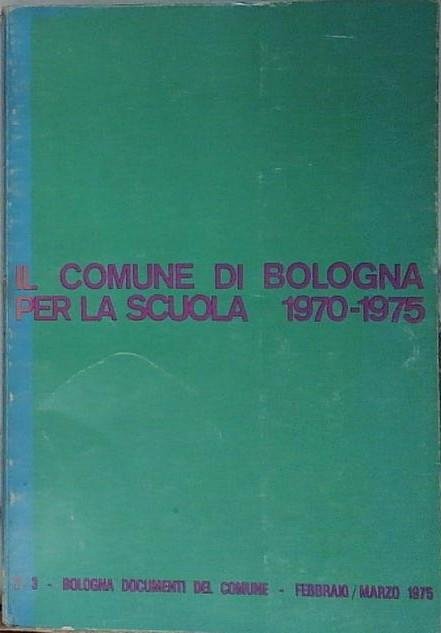 IL COMUNE DI BOLOGNA
PER LA SCUOLA 1970-1975
3 - BOLOGNA DOCUMENTI DEL COMUNE - FEBBRAIO/MARZO 1975